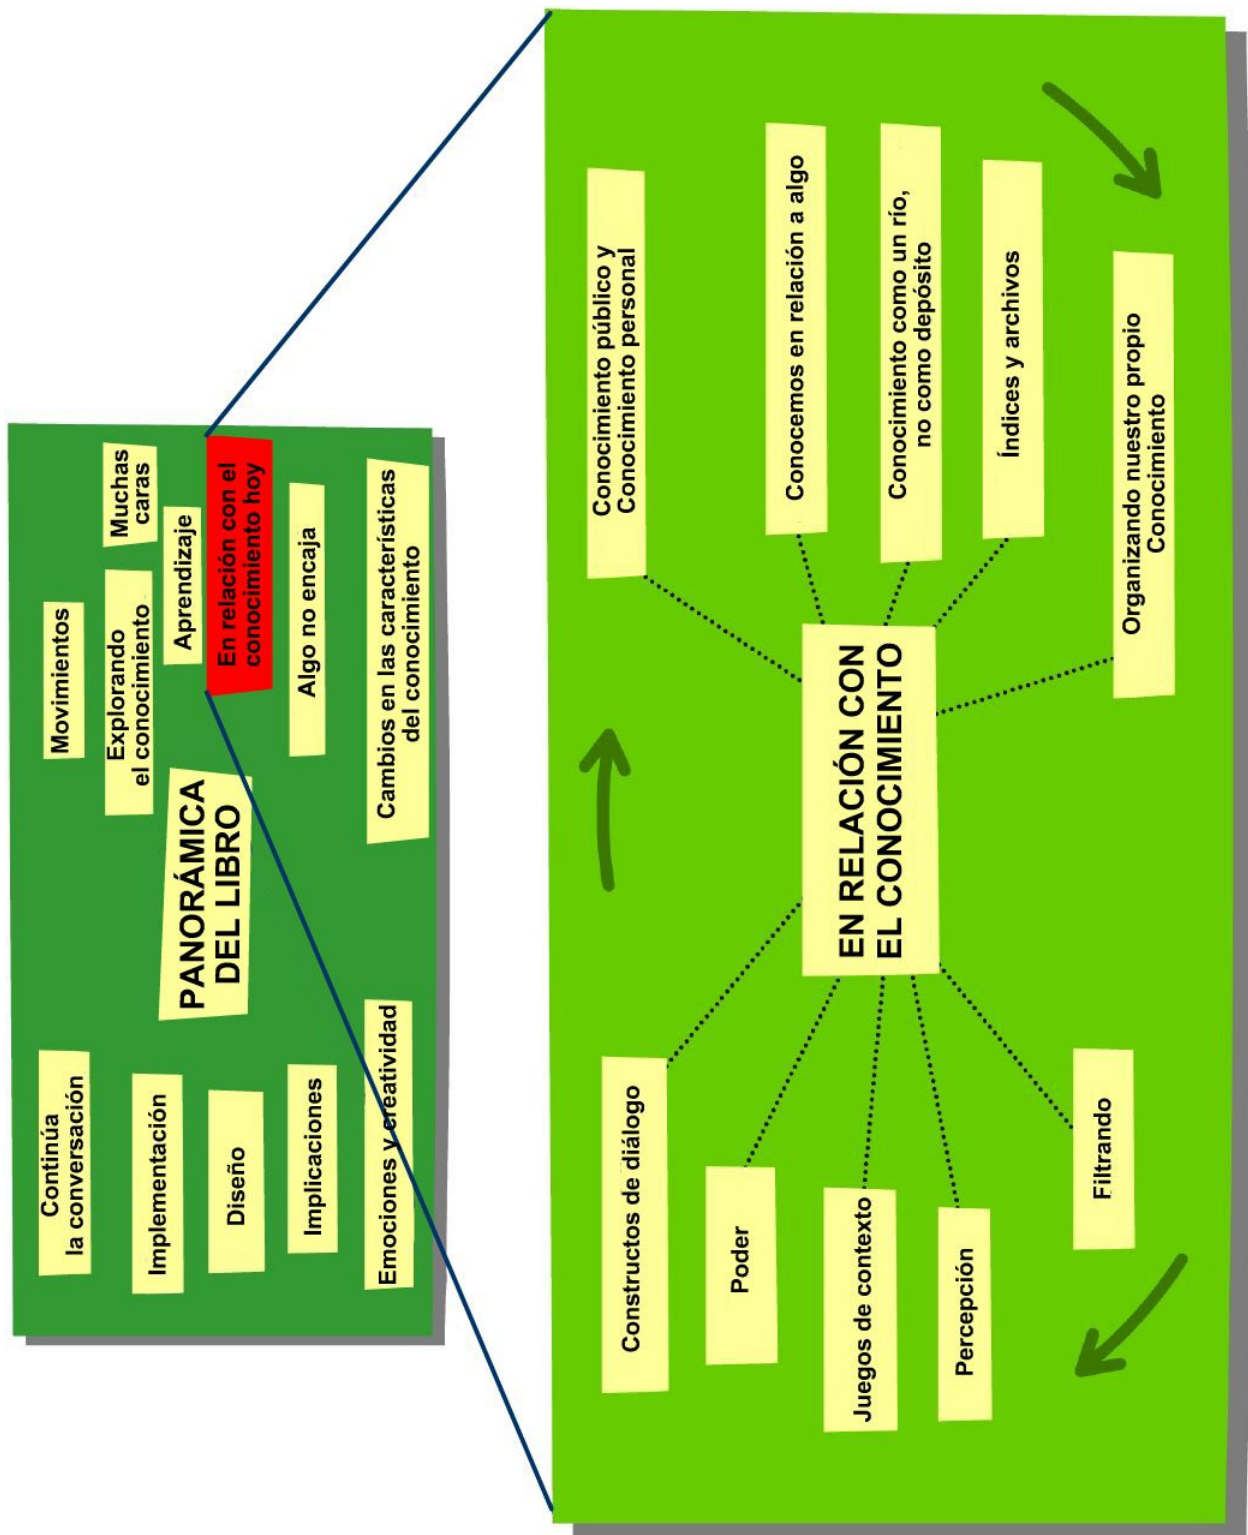 PANORÁMICA
DEL LIBRO
Movimientos
Explorando
el conocimiento
Muchas
caras
Aprendizaje
En relación con el
conocimiento hoy
Algo no encaja
Cambios en las características
del conocimiento
Continúa
la conversación
Implementación
Diseño
Implicaciones
Emociones y creatividad
EN RELACIÓN CON
EL CONOCIMIENTO
Conocimiento público y
Conocimiento personal
Conocemos en relación a algo
Conocimiento como un río,
no como depósito
Índices y archivos
Organizando nuestro propio
Conocimiento
Constructos de diálogo
Poder
Juegos de contexto
Percepción
Filtrando